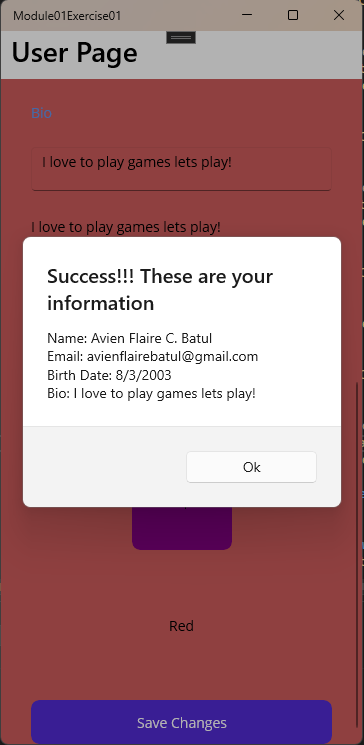 Module01Exercise01
User Page
Bio
I love to play games lets play!
I love to play games lets play!
Success!!! These are your
information
Name: Avien Flaire C. Batul
Email: avienflairebatul@gmail.com
Birth Date: 8/3/2003
Bio: I love to play games lets play!
Ok
Red
Save Changes